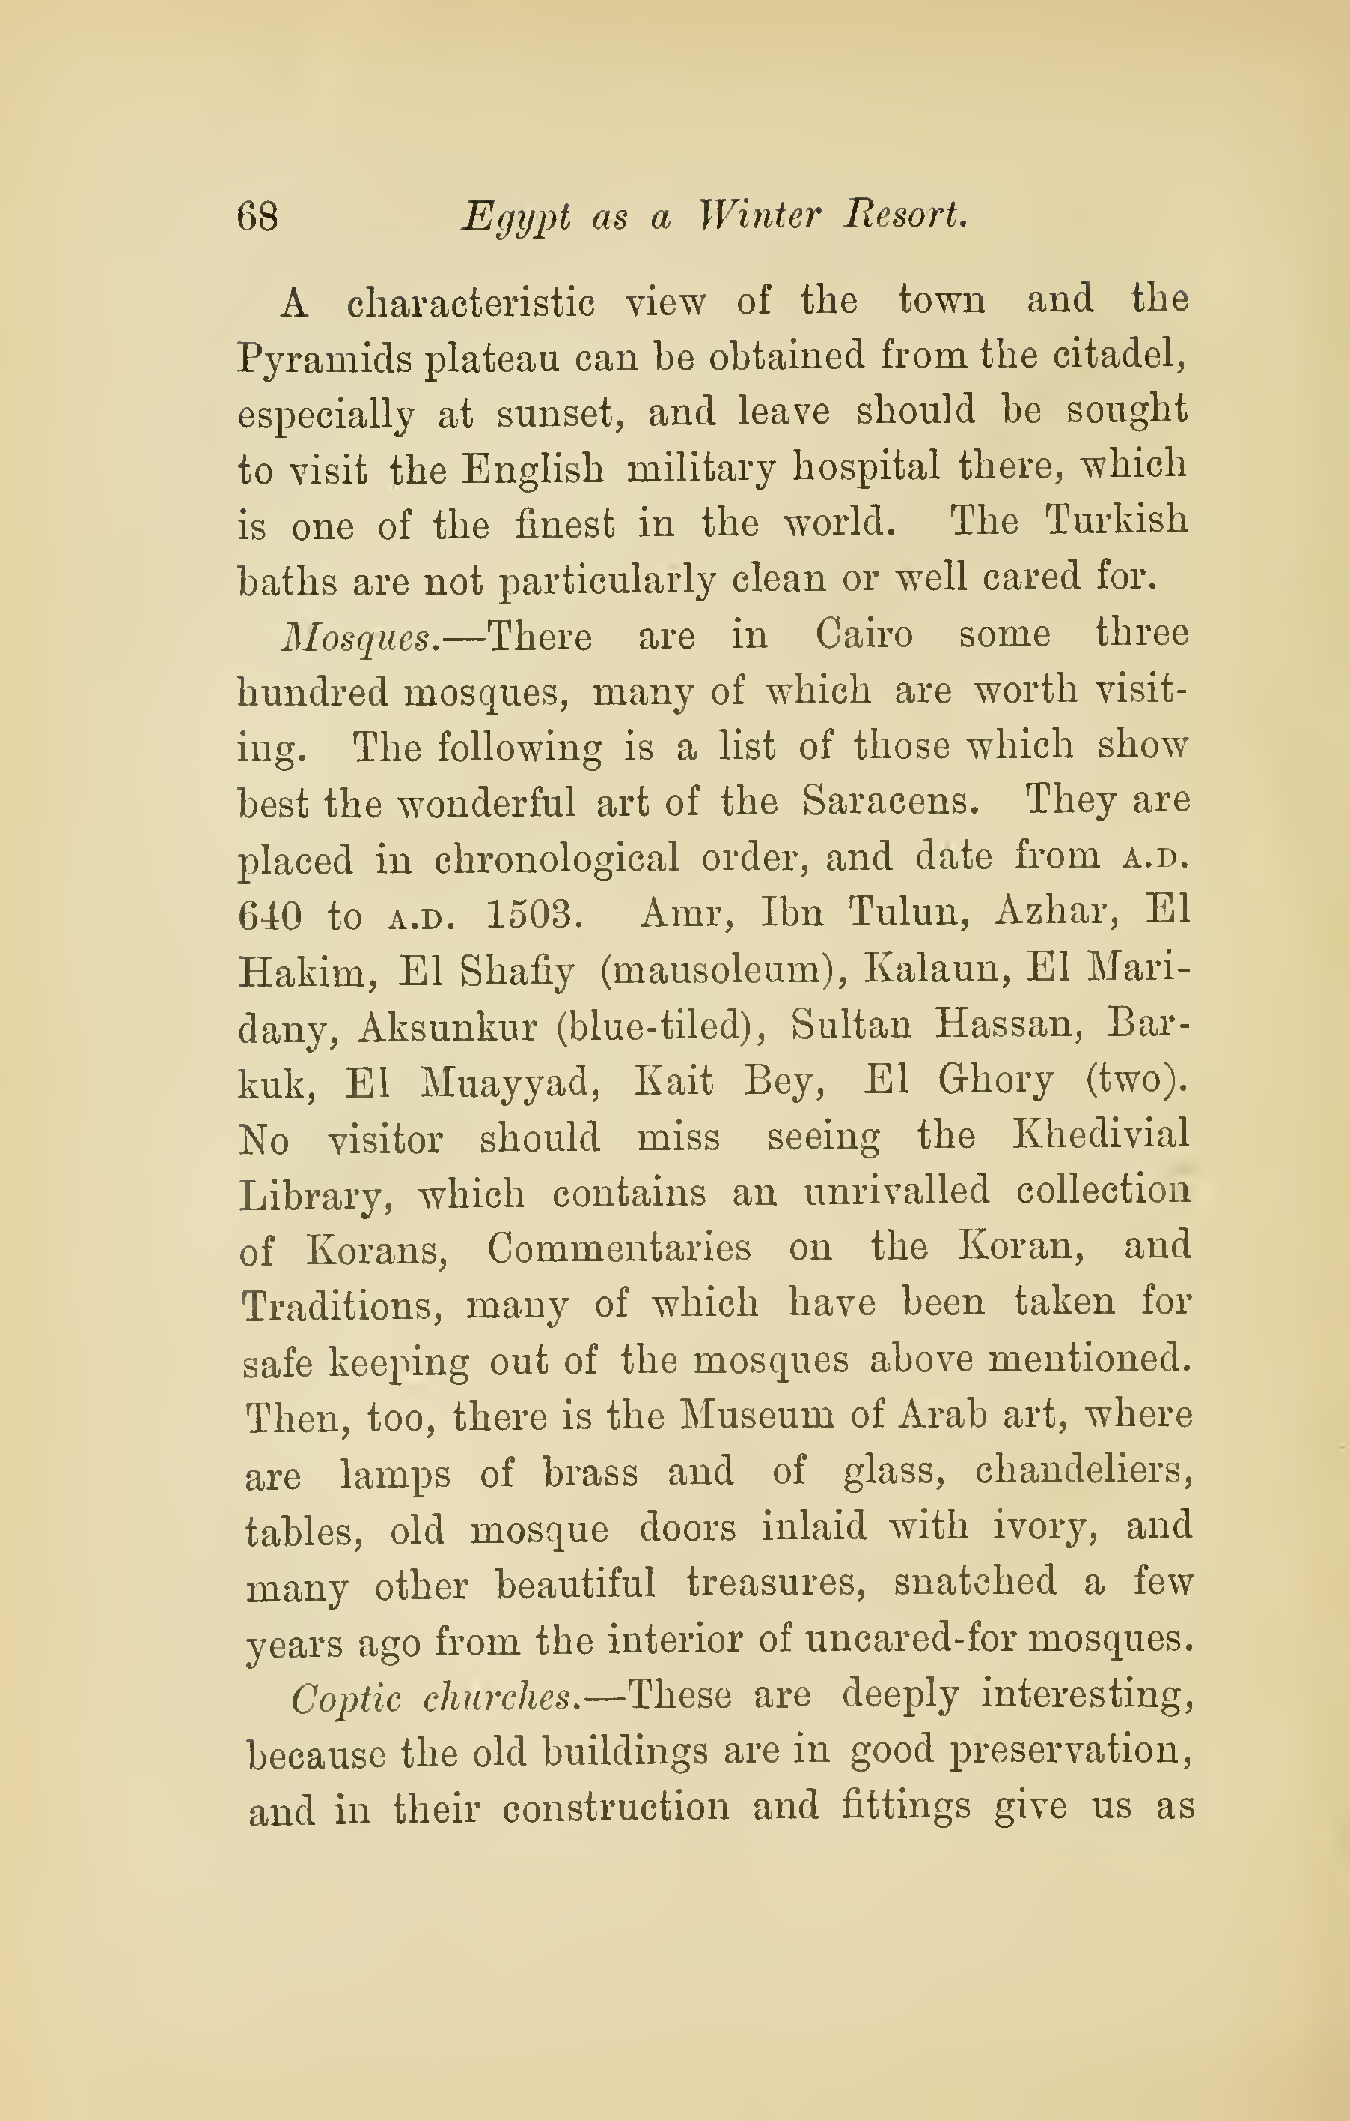 68 Egypt as a Winter Resort.
A characteristic view of the town and the
Pyramids plateau can be obtained from the citadel,
especially at sunset, and leave should be sought
to visit the English military hospital there, which
is one of the finest in the world. The Turkish
baths are not particularly clean or well cared for.
Mosques.—There are in Cairo some three
hundred mosques, many of which are worth visit-
ing. The following is a list of those which show
best the wonderful art of the Saracens. They are
placed in chronological order, and date from A.D.
640 to A.D. 1503. Amr, Ibn Tulun, Azhar, El
Hakim, El Shafiy (mausoleum), Kalaun, El Mari-
dany, Aksunkur (blue-tiled), Sultan Hassan, Bar-
kuk, El Muayyad, Kait Bey, El Ghory (two).
No visitor should miss seeing the Khedivial
Library, which contains an unrivalled collection
of Korans, Commentaries on the Koran, and
Traditions, many of which have been taken for
safe keeping out of the mosques above mentioned.
Then, too, there is the Museum of Arab art, where
are lamps of brass and of glass, chandeliers,
tables, old mosque doors inlaid with ivory, and
many other beautiful treasures, snatched a few
years ago from the interior of uncared-for mosques.
Coptic churches.—These are deeply interesting,
because the old buildings are in good preservation,
and in their construction and fittings give us as